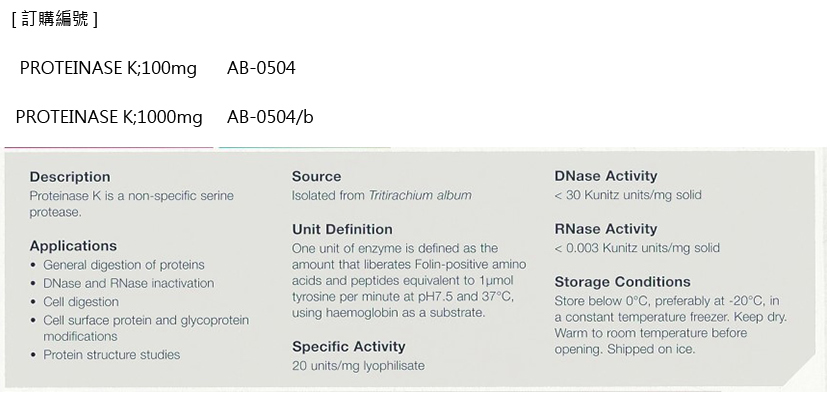 [ 訂購編號 ]
PROTEINASE K;100mg AB-0504
PROTEINASE K;1000mg AB-0504/b
Description
Proteinase K is a non-specific serine
protease.
Applications
• General digestion of proteins
• DNase and RNase inactivation
• Cell digestion
• Cell surface protein and glycoprotein
modifications
• Protein structure studies
Source
Isolated from Tritirachium album
Unit Definition
One unit of enzyme is defined as the
amount that liberates Folin-positive amino
acids and peptides equivalent to 1µmol
tyrosine per minute at pH7.5 and 37°C,
using haemoglobin as a substrate.
Specific Activity
20 units/mg lyophilisate
DNase Activity
< 30 Kunitz units/mg solid
RNase Activity
< 0.003 Kunitz units/mg solid
Storage Conditions
Store below 0°C, preferably at -20°C, in
a constant temperature freezer. Keep dry.
Warm to room temperature before
opening. Shipped on ice.